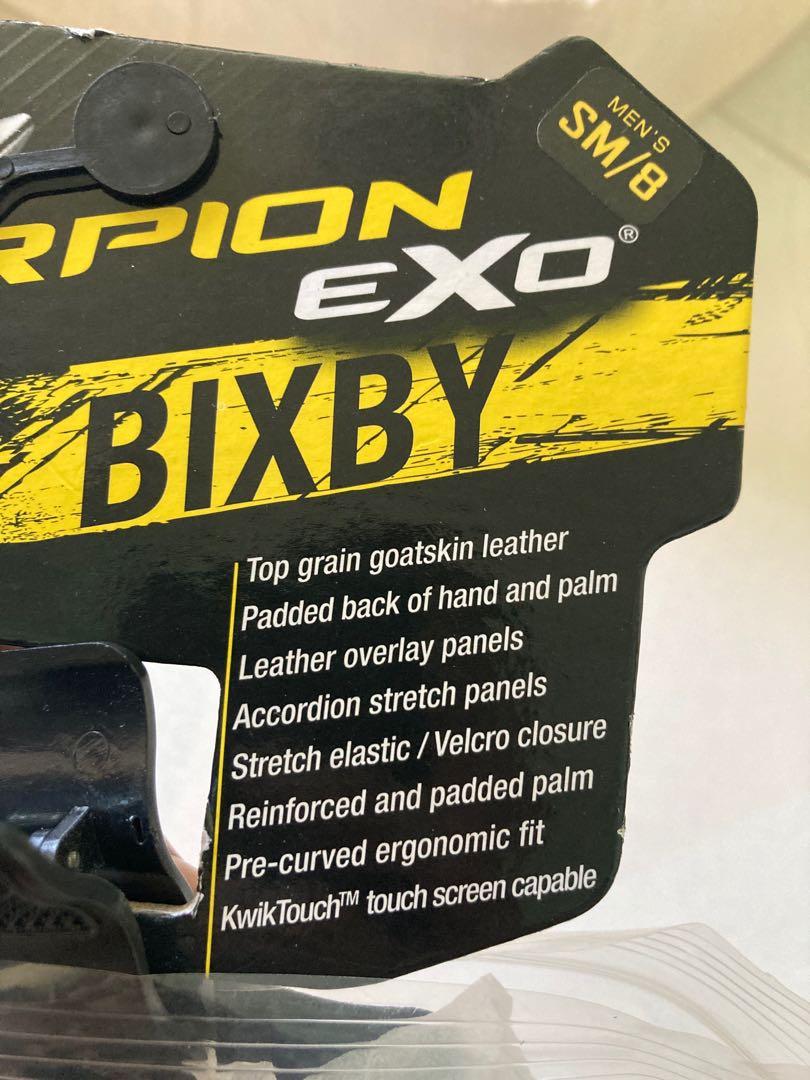 MEN'S
SM/8
RPION
EXO®
BIXBY
Top grain goatskin leather
Padded back of hand and palm
Leather overlay panels
Accordion stretch panels
Stretch elastic / Velcro closure
Reinforced and padded palm
Pre-curved ergonomic fit
KwikTouch™ touch screen capable